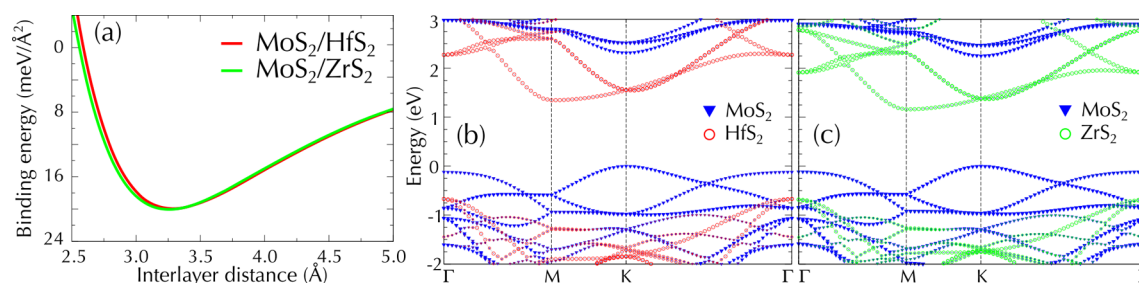 (a)
MoS2/HfS2
MoS2/ZrS2
Binding energy (meV/Å²)
0
8
16
24
2.5 3.0 3.5 4.0 4.5 5.0
Interlayer distance (Å)
Energy (eV)
3
2
1
0
-1
-2
(b)
MoS2
HfS2
Γ M K Γ
(c)
MoS2
ZrS2
M K